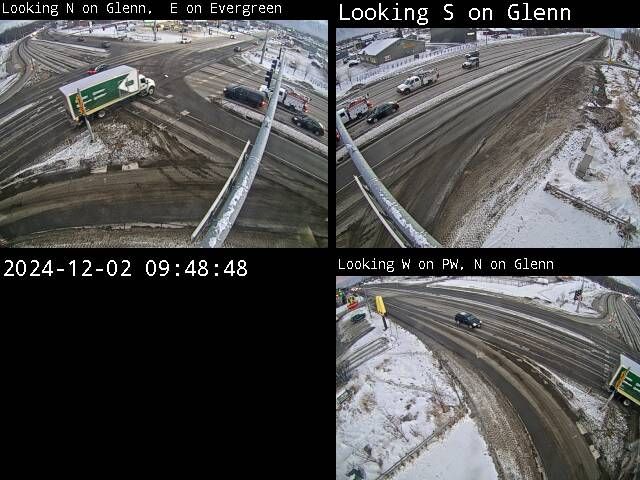 Looking N on Glenn,  E on Evergreen
Looking S on Glenn
2024-12-02 09:48:48
Looking W on PW, N on Glenn